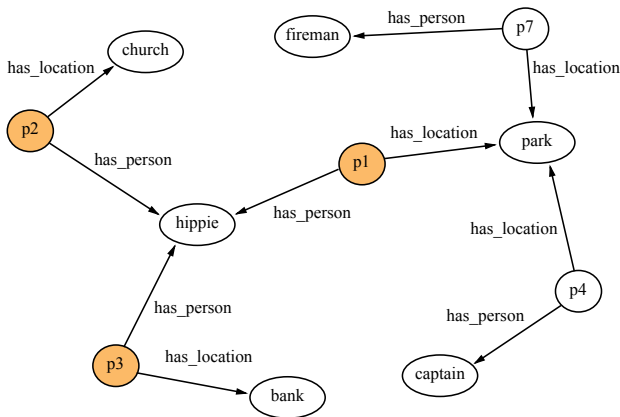 p7
has_person
fireman
church
has_location
has_location
p2
has_location
park
p1
has_person
has_person
hippie
has_location
p4
has_person
has_person
p3
has_location
captain
bank